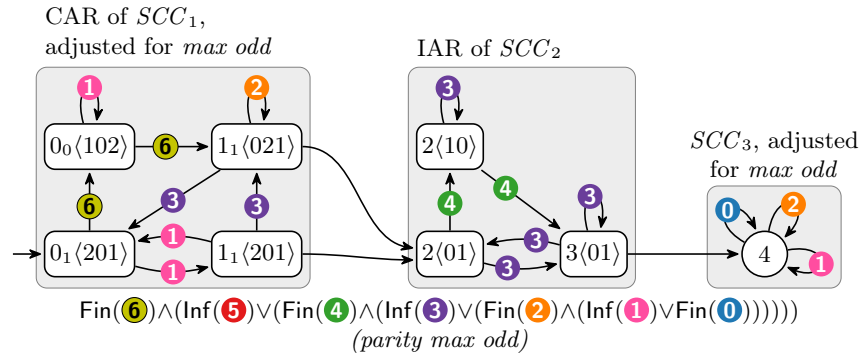 CAR of SCC₁,
adjusted for max odd
IAR of SCC₂
SCC₃, adjusted
for max odd
1 2 3
0₀⟨102⟩ 6 1₁⟨021⟩ 2⟨10⟩
6 3 3 4 4 3 0 2
0₁⟨201⟩ 1 1 1₁⟨201⟩ 2⟨01⟩ 3 3 3⟨01⟩ 4 1
Fin(6)∧(Inf(5)∨(Fin(4)∧(Inf(3)∨(Fin(2)∧(Inf(1)∨Fin(0))))))
(parity max odd)